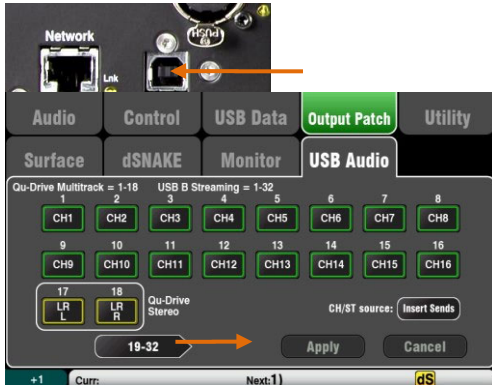 Network
Lnk
PUSH
Audio Control USB Data Output Patch Utility
Surface dSNAKE Monitor USB Audio
Qu-Drive Multitrack = 1-18 USB B Streaming = 1-32
1 2 3 4 5 6 7 8
CH1 CH2 CH3 CH4 CH5 CH6 CH7 CH8
9 10 11 12 13 14 15 16
CH9 CH10 CH11 CH12 CH13 CH14 CH15 CH16
17 18
LR L LR R Qu-Drive Stereo
CH/ST source: Insert Sends
19-32 Apply Cancel
+1 Curr: Next:1) dS